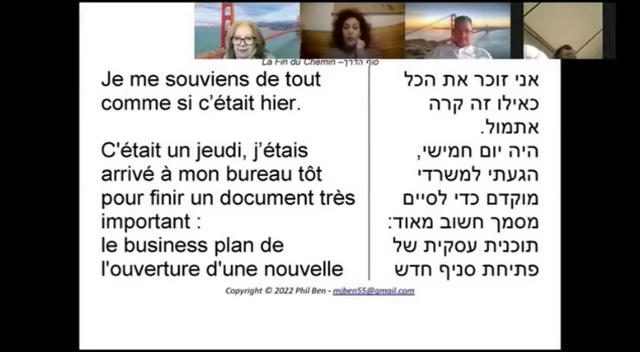 La Fin du Chemin –סוף הדרך
Je me souviens de tout
comme si c’était hier.
C'était un jeudi, j’étais
arrivé à mon bureau tôt
pour finir un document très
important :
le business plan de
l'ouverture d'une nouvelle
אני זוכר את הכל
כאילו זה קרה
אתמול.
היה יום חמישי,
הגעתי למשרדי
מוקדם כדי לסיים
מסמך חשוב מאוד:
תוכנית עסקית של
פתיחת סניף חדש
Copyright © 2022 Phil Ben - mjben55@gmail.com